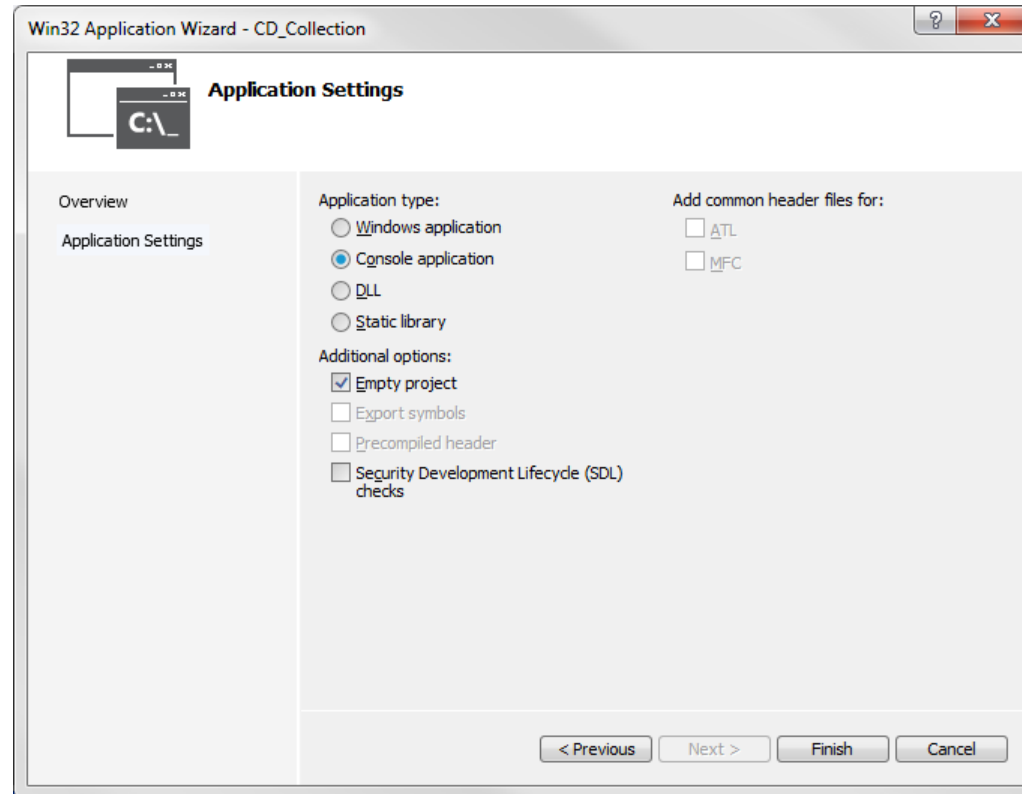 Win32 Application Wizard - CD_Collection
Application Settings
C:\_
Overview
Application Settings
Application type:
Windows application
Console application
DLL
Static library
Additional options:
Empty project
Export symbols
Precompiled header
Security Development Lifecycle (SDL)
checks
Add common header files for:
ATL
MFC
< Previous
Next >
Finish
Cancel